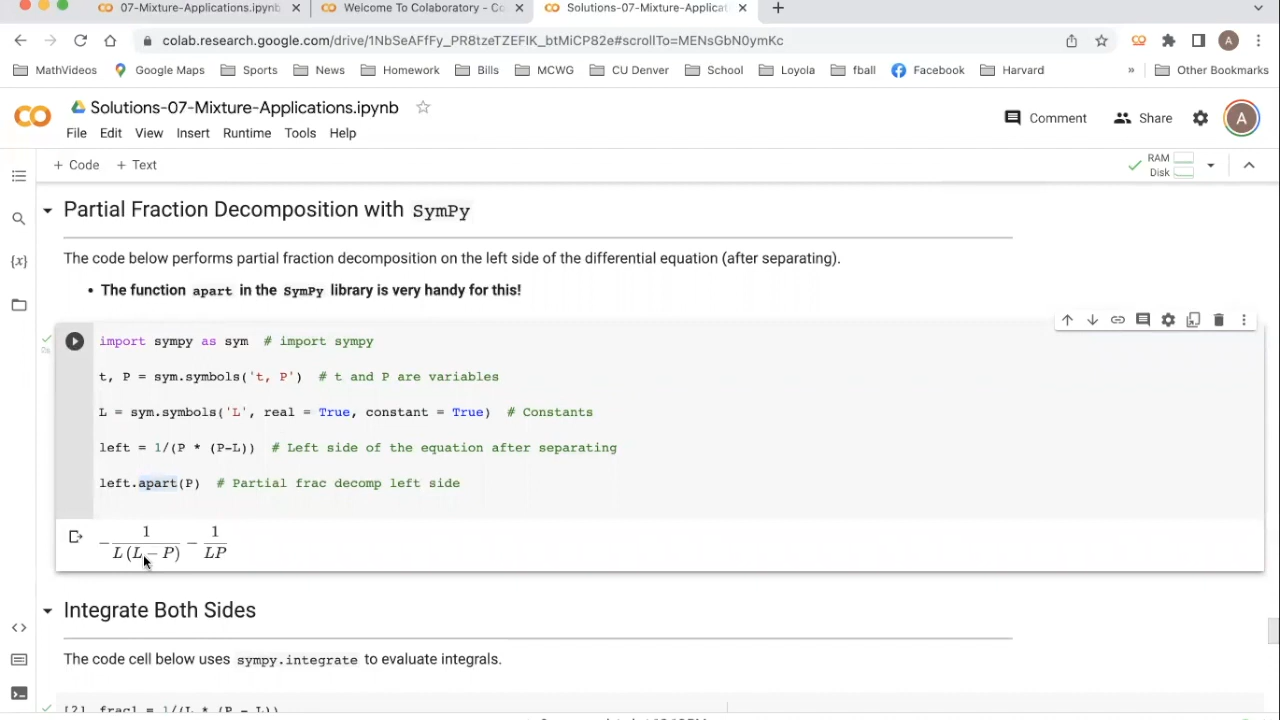 07-Mixture-Applications.ipynb
Welcome To Colaboratory - Co
Solutions-07-Mixture-Applicat
colab.research.google.com/drive/1NbSeAFfFy_PR8tzeTZEFIK_btMiCP82e#scrollTo=MENsGbN0ymKc
A
MathVideos Google Maps Sports News Homework Bills MCWG CU Denver School Loyola fball Facebook Harvard » Other Bookmarks
Solutions-07-Mixture-Applications.ipynb
File Edit View Insert Runtime Tools Help
Comment Share A
+ Code + Text
RAM
Disk
Partial Fraction Decomposition with SymPy
The code below performs partial fraction decomposition on the left side of the differential equation (after separating).
• The function apart in the SymPy library is very handy for this!
import sympy as sym # import sympy
t, P = sym.symbols('t, P') # t and P are variables
L = sym.symbols('L', real = True, constant = True) # Constants
left = 1/(P * (P-L)) # Left side of the equation after separating
left.apart(P) # Partial frac decomp left side
− 1/(L (L − P)) − 1/(LP)
Integrate Both Sides
The code cell below uses sympy.integrate to evaluate integrals.
[2] frac1 = 1/(L * (P - L))